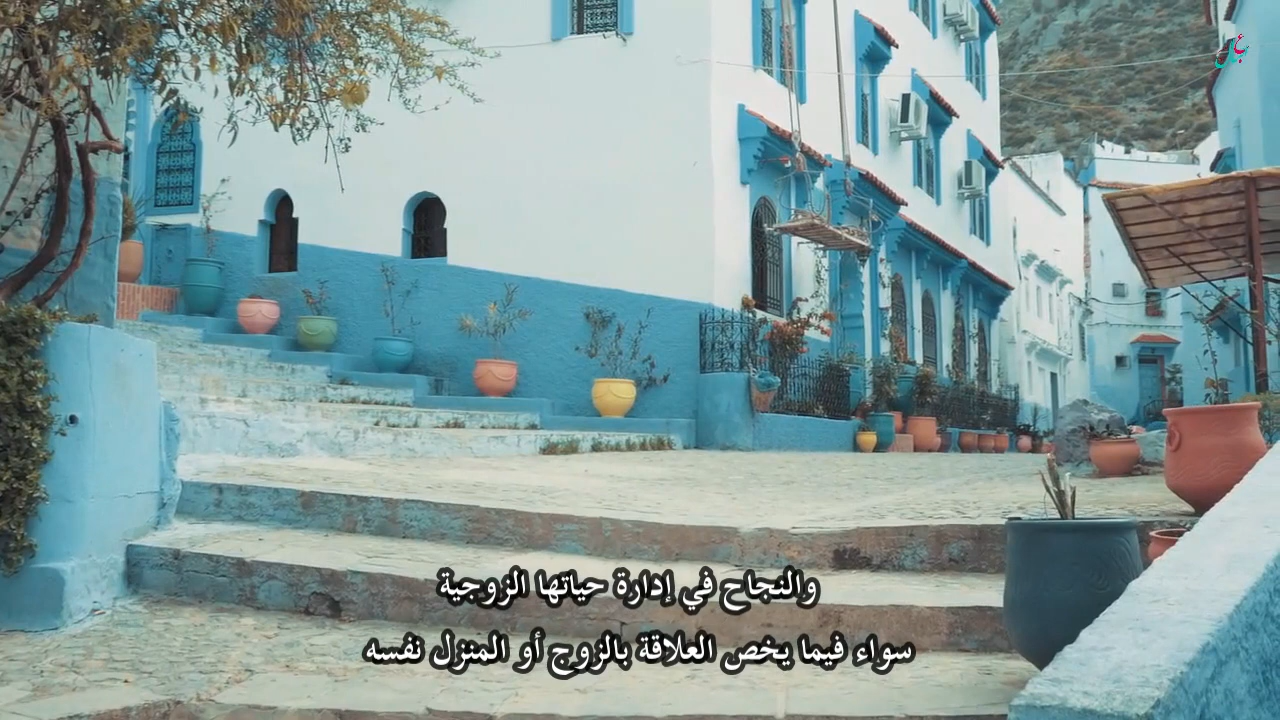 والنجاح في إدارة حياتها الزوجية
سواء فيما يخص العلاقة بالزوج أو المنزل نفسه